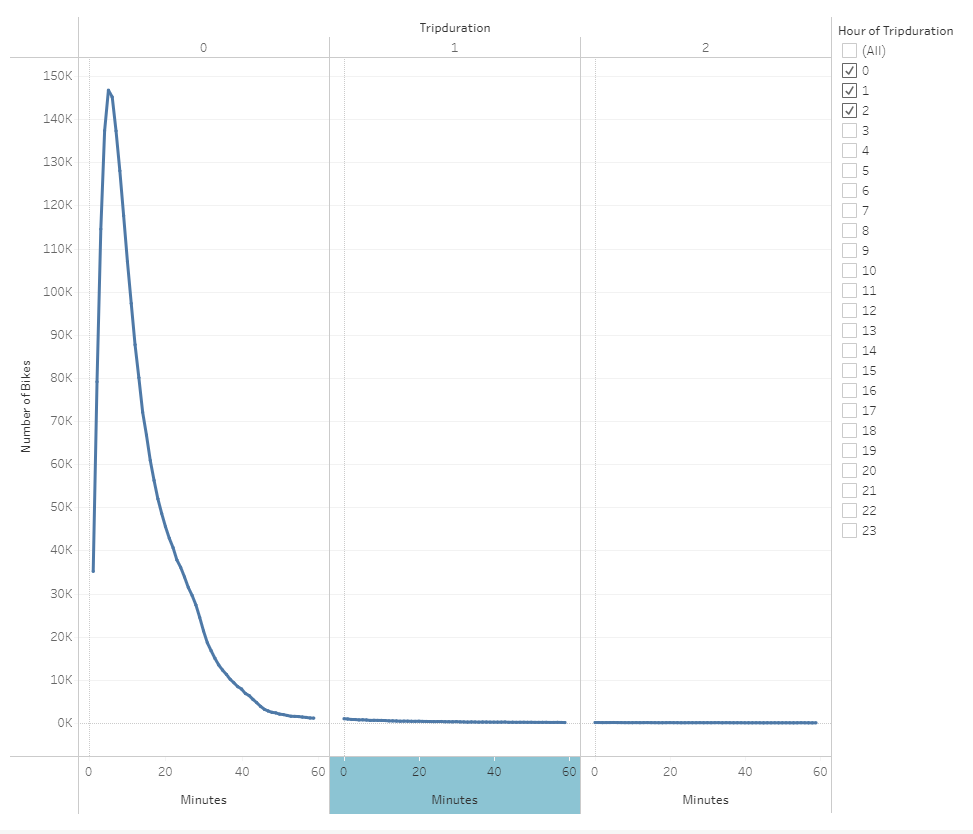 Tripduration
0 1 2
150K
140K
130K
120K
110K
100K
90K
80K
70K
60K
50K
40K
30K
20K
10K
0K
Number of Bikes
0 20 40 60 0 20 40 60 0 20 40 60
Minutes Minutes Minutes
Hour of Tripduration
(All)
0
1
2
3
4
5
6
7
8
9
10
11
12
13
14
15
16
17
18
19
20
21
22
23